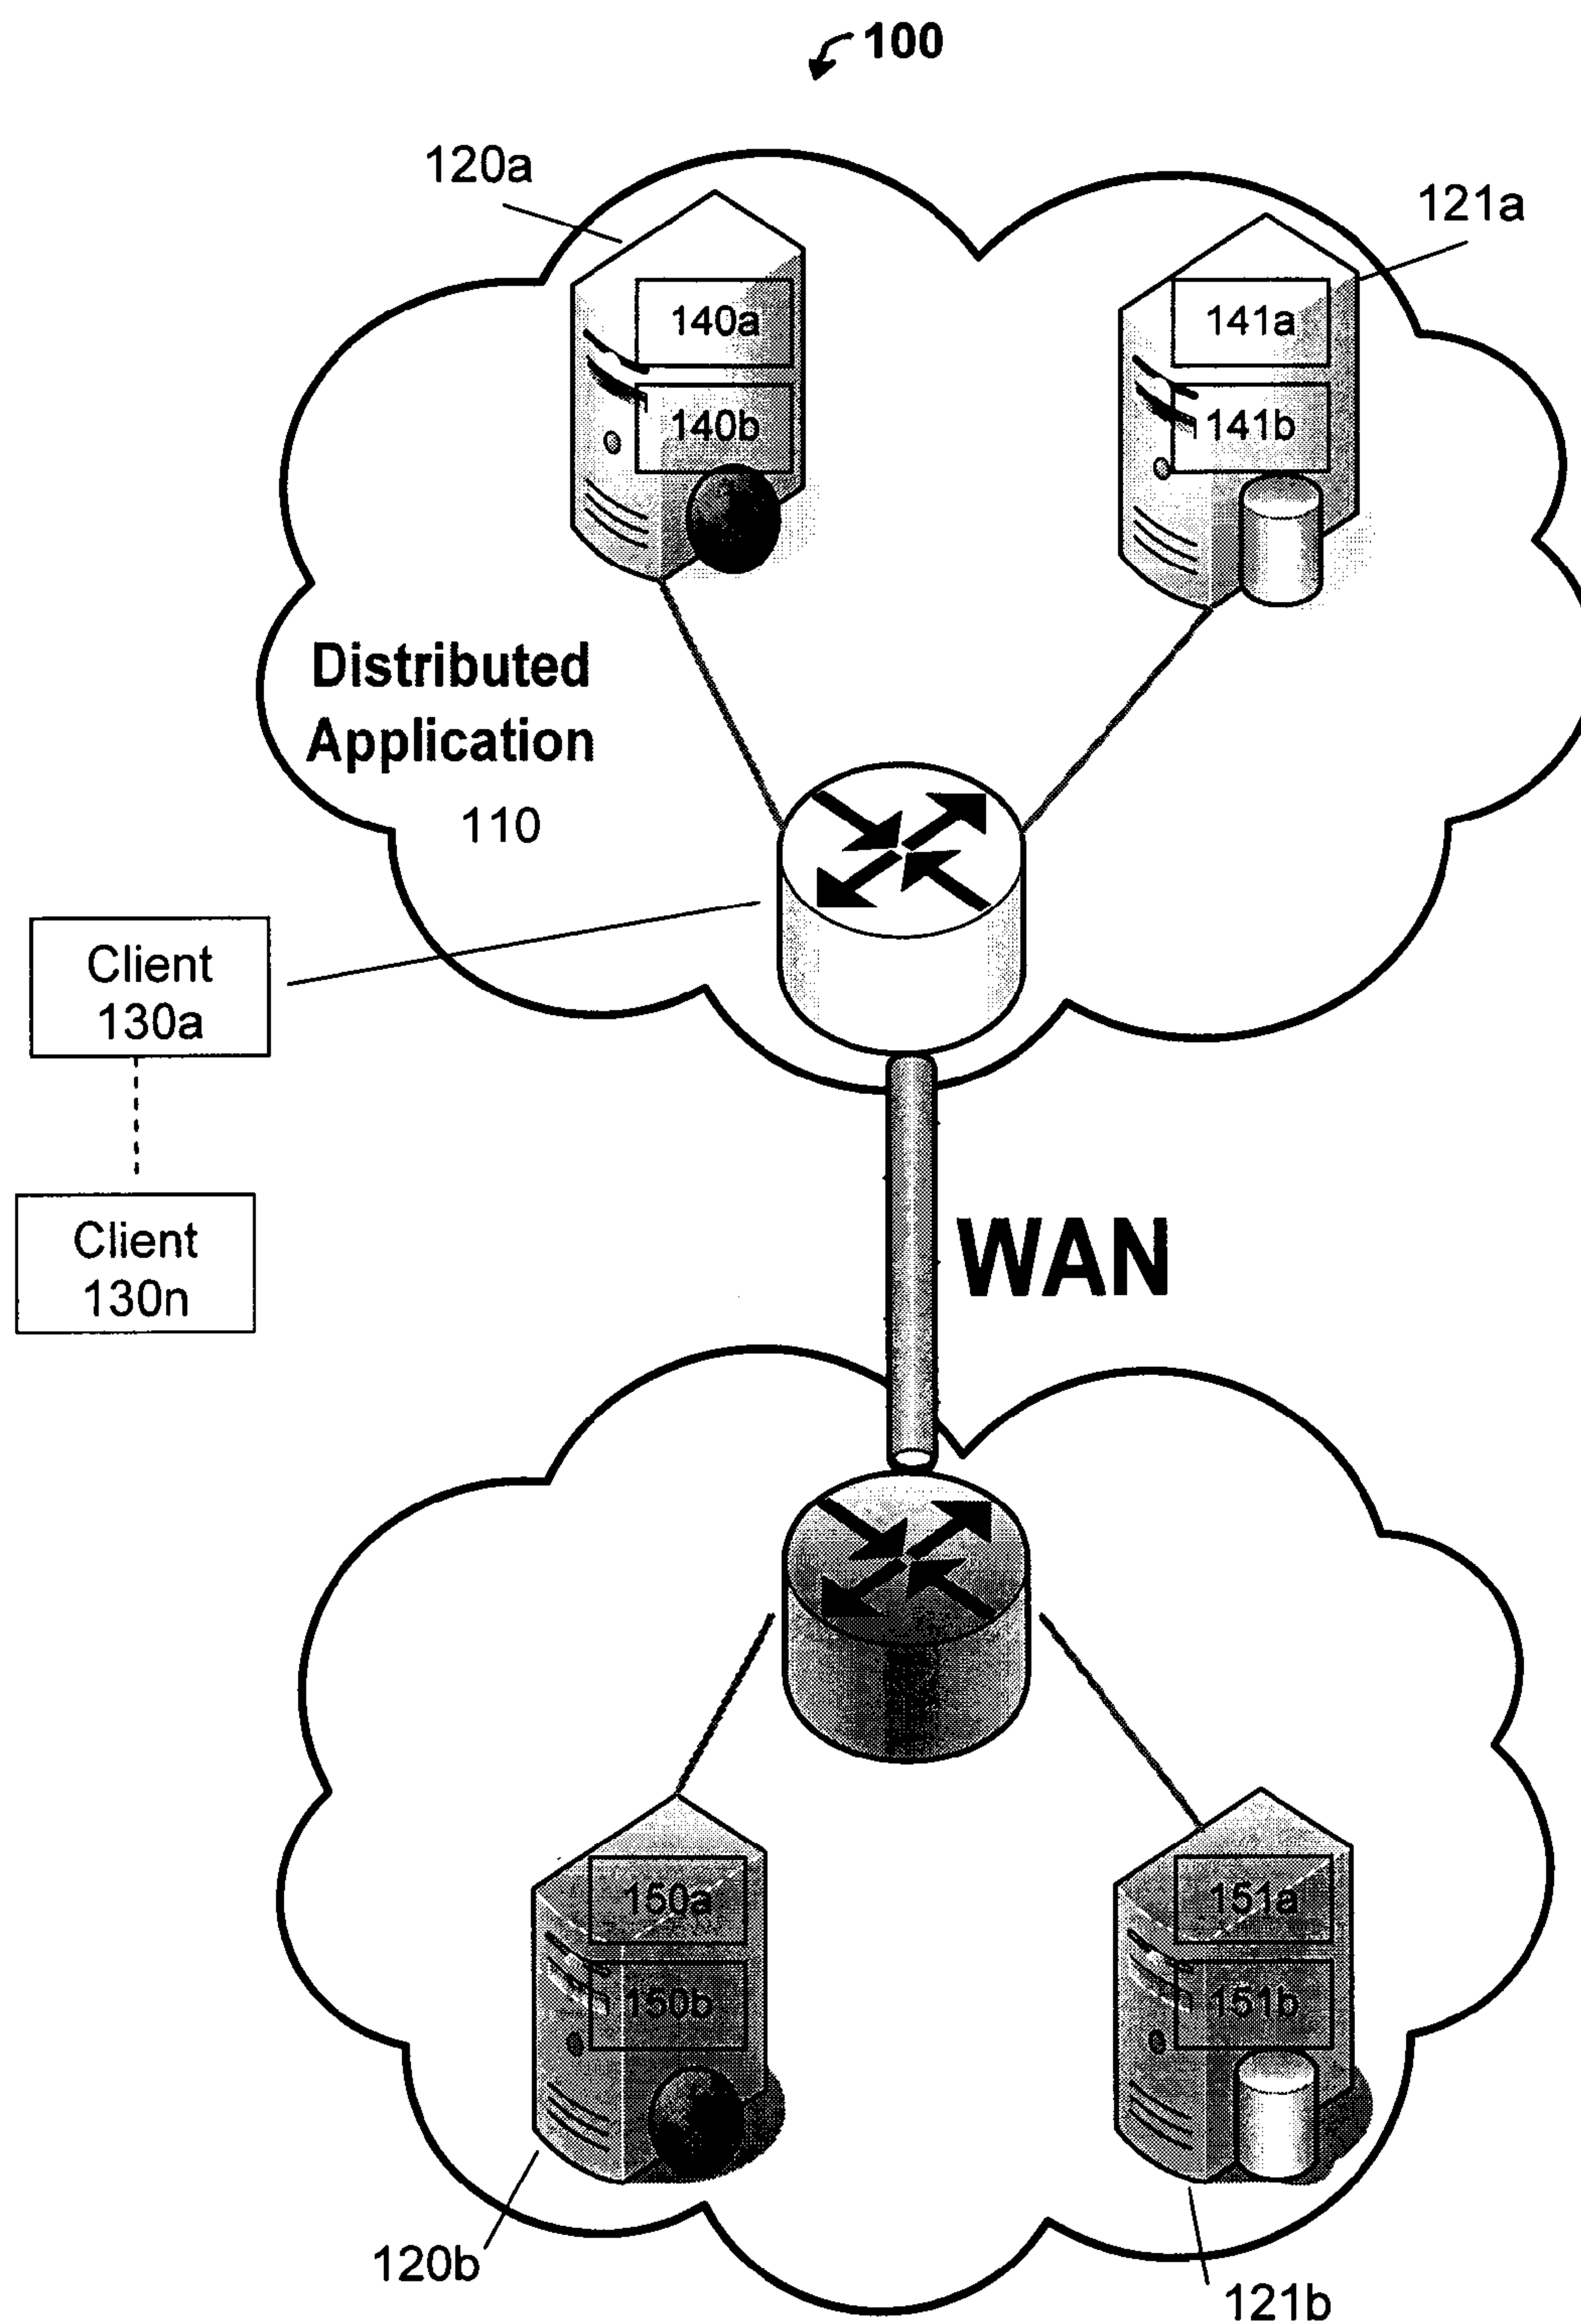 100
120a
121a
140a
141a
140b
141b
Distributed
Application
110
Client
130a
Client
130n
WAN
150a
151a
150b
151b
120b
121b